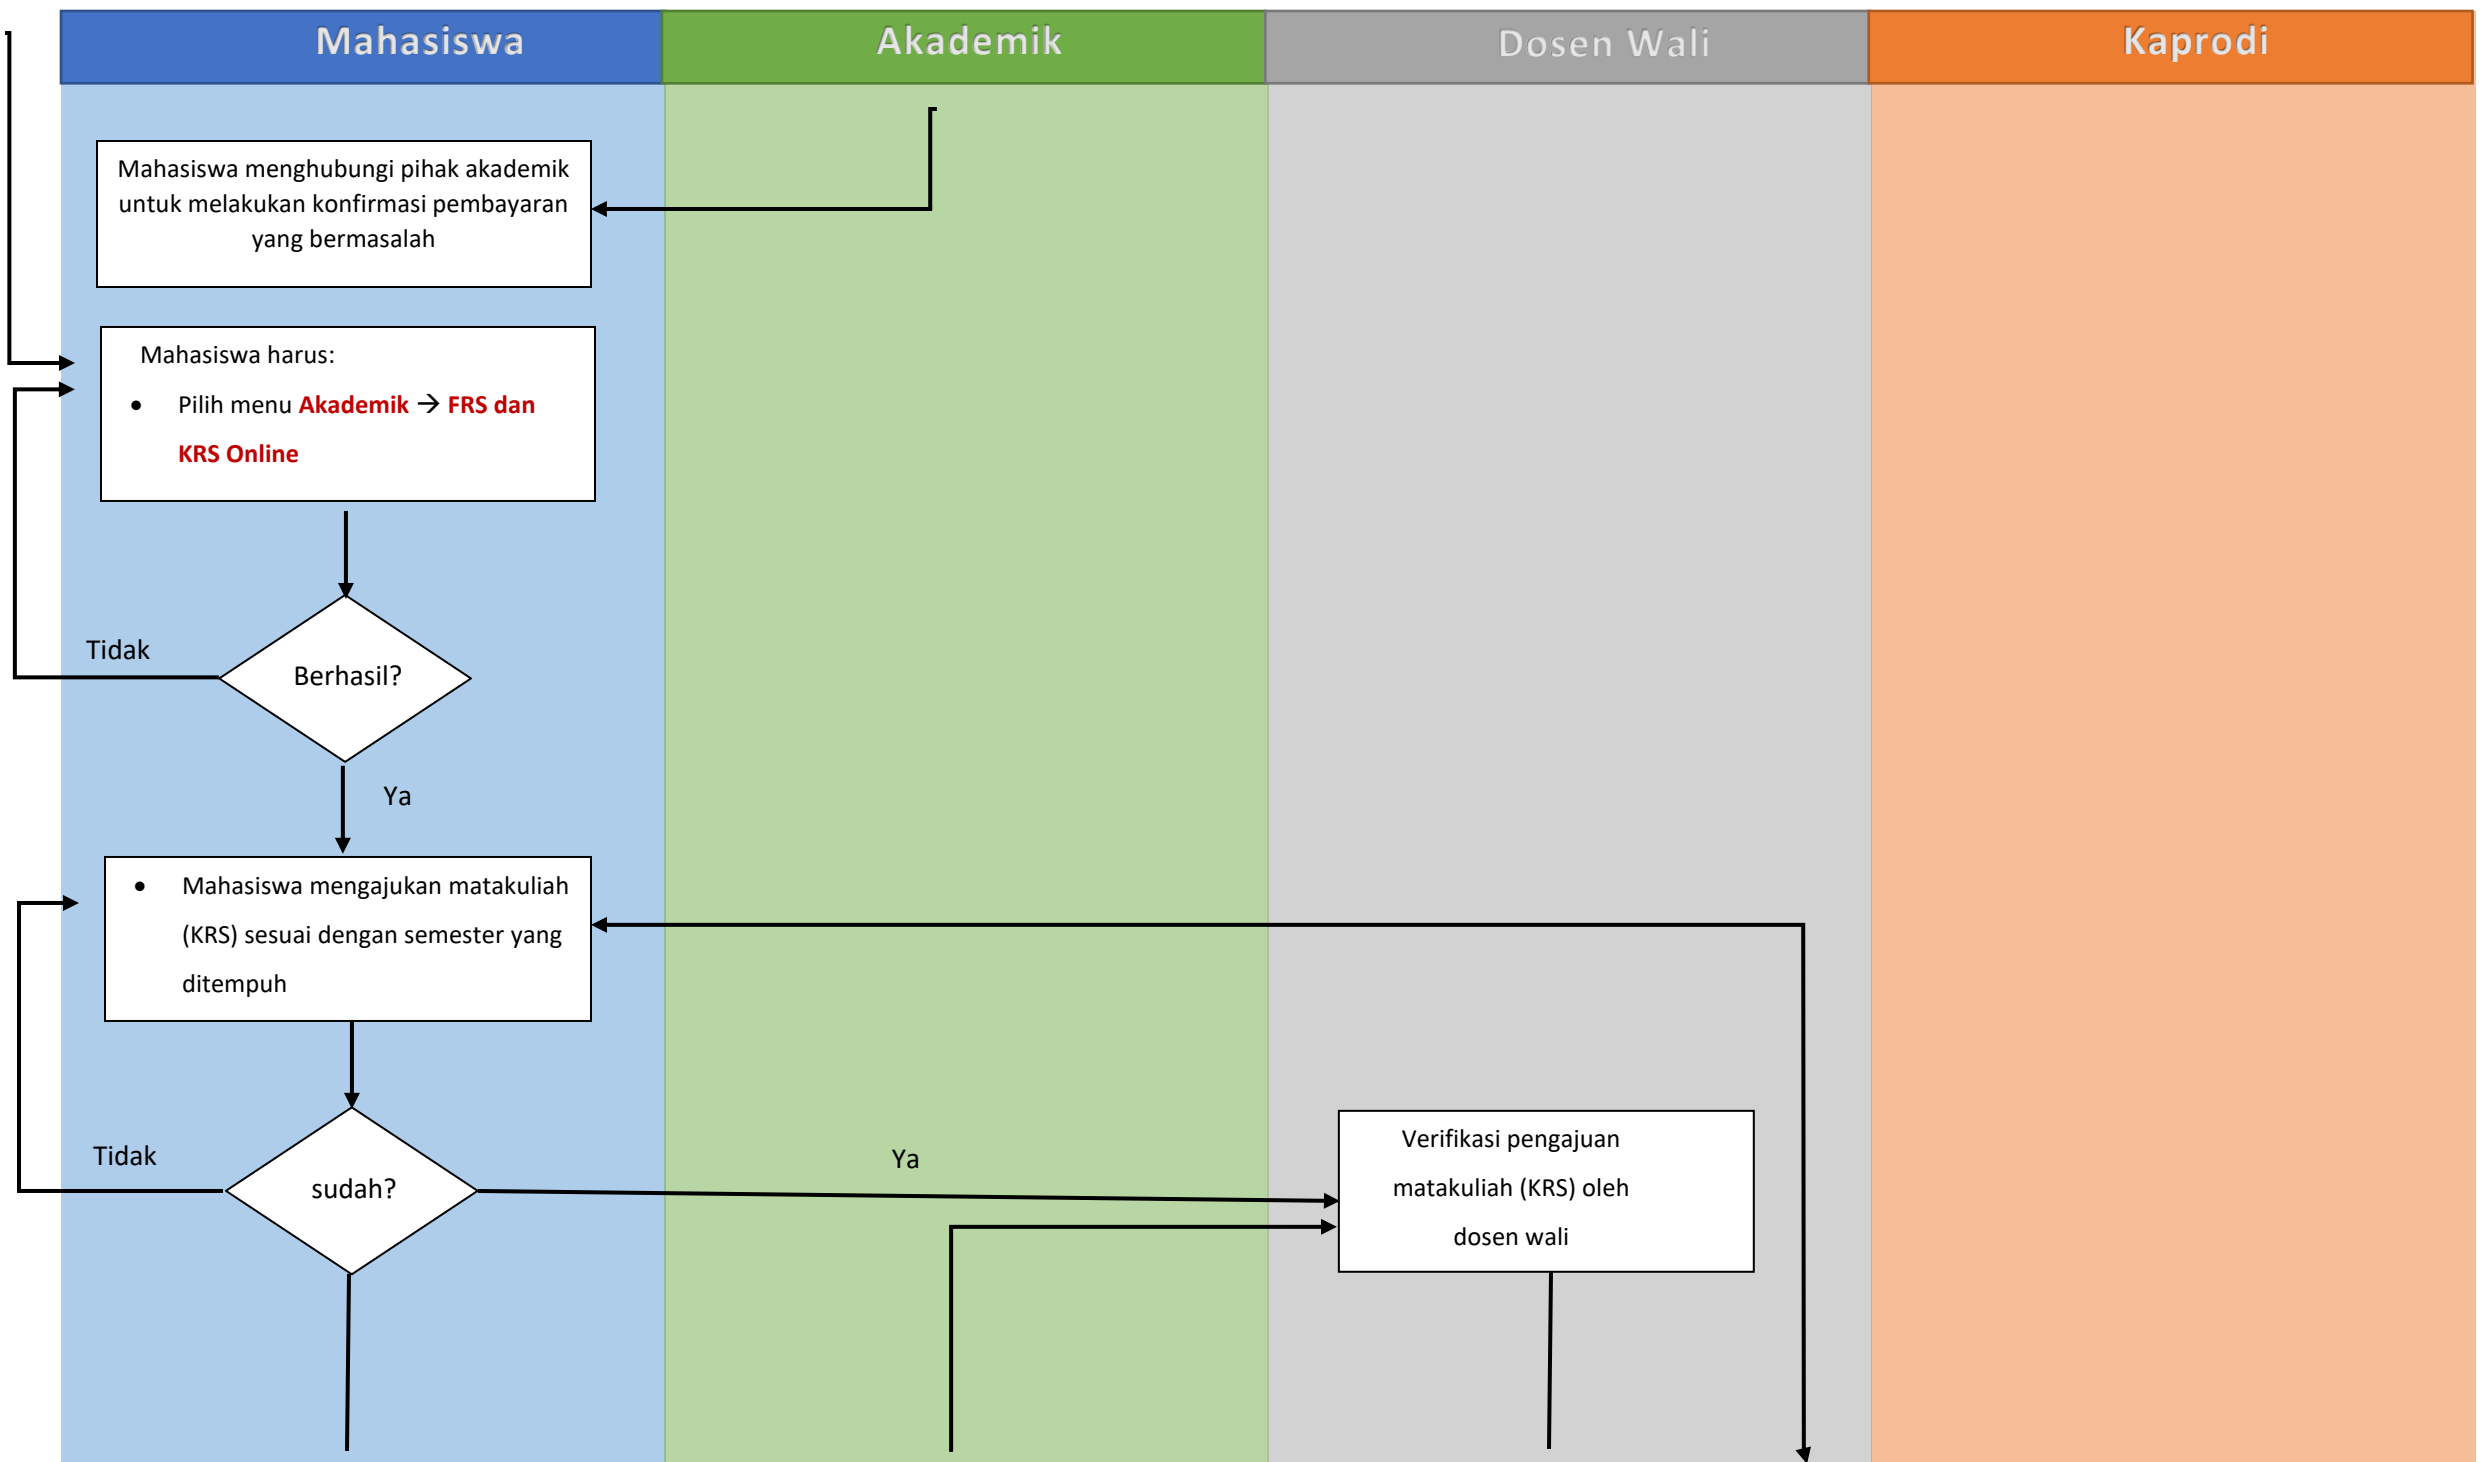 Mahasiswa
Akademik
Dosen Wali
Kaprodi
Mahasiswa menghubungi pihak akademik
untuk melakukan konfirmasi pembayaran
yang bermasalah
Mahasiswa harus:
• Pilih menu Akademik → FRS dan
KRS Online
Tidak
Berhasil?
Ya
• Mahasiswa mengajukan matakuliah
(KRS) sesuai dengan semester yang
ditempuh
Tidak
sudah?
Ya
Verifikasi pengajuan
matakuliah (KRS) oleh
dosen wali